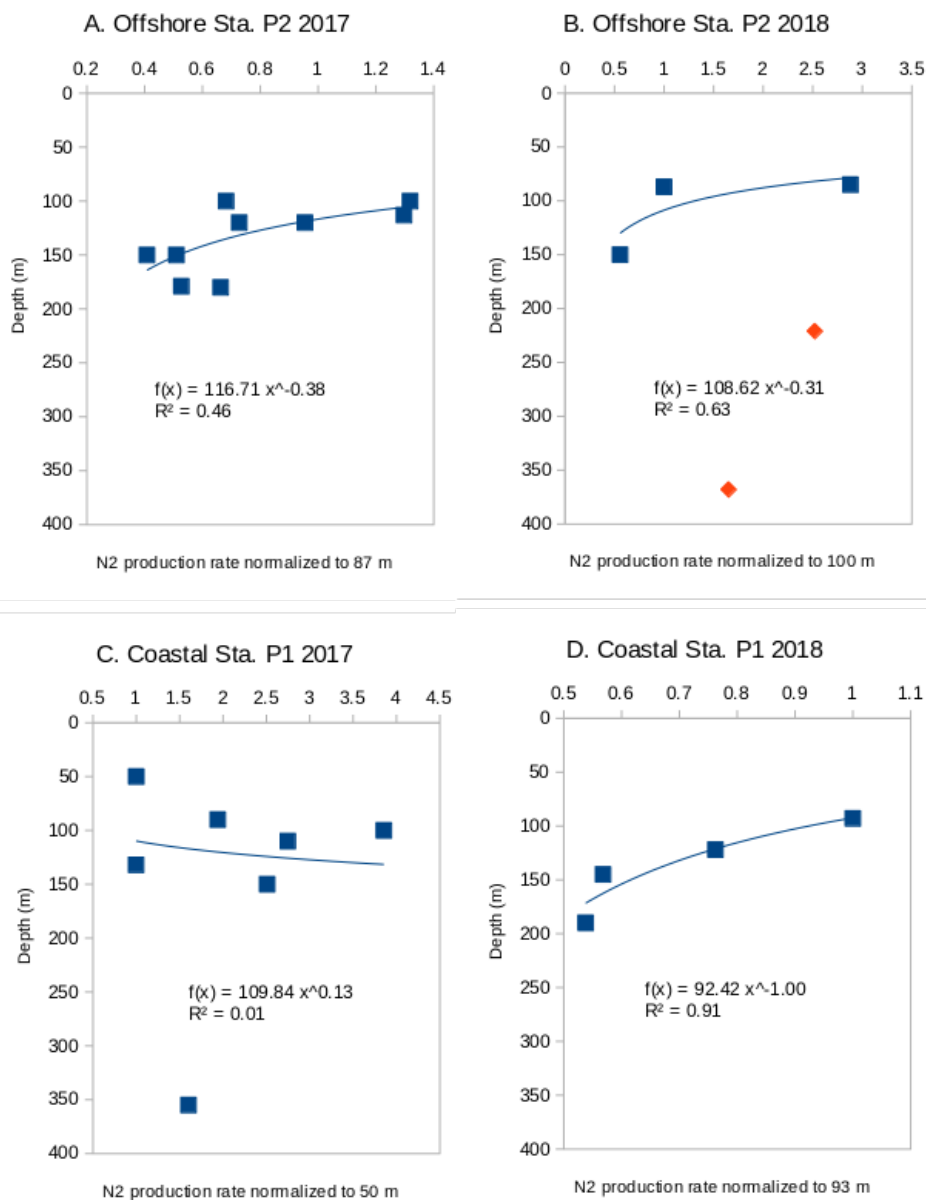 A. Offshore Sta. P2 2017
0.2 0.4 0.6 0.8 1 1.2 1.4
0
50
100
150
200
250
300
350
400
Depth (m)
f(x) = 116.71 x^-0.38
R² = 0.46
N2 production rate normalized to 87 m
B. Offshore Sta. P2 2018
0 0.5 1 1.5 2 2.5 3 3.5
0
50
100
150
200
250
300
350
400
Depth (m)
f(x) = 108.62 x^-0.31
R² = 0.63
N2 production rate normalized to 100 m
C. Coastal Sta. P1 2017
0.5 1 1.5 2 2.5 3 3.5 4 4.5
0
50
100
150
200
250
300
350
400
Depth (m)
f(x) = 109.84 x^0.13
R² = 0.01
N2 production rate normalized to 50 m
D. Coastal Sta. P1 2018
0.5 0.6 0.7 0.8 0.9 1 1.1
0
50
100
150
200
250
300
350
400
Depth (m)
f(x) = 92.42 x^-1.00
R² = 0.91
N2 production rate normalized to 93 m